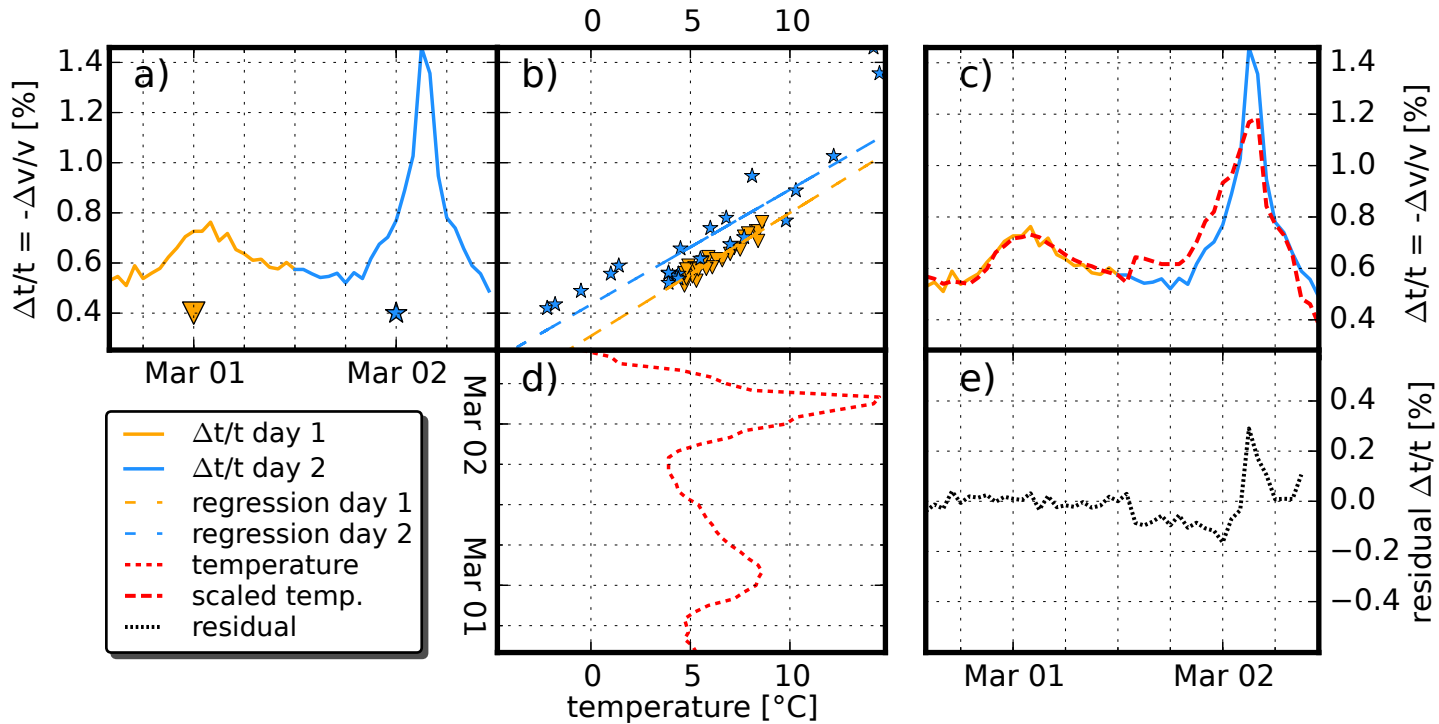 0 5 10
a) b) c)
Δt/t = -Δv/v [%]
1.4
1.2
1.0
0.8
0.6
0.4
Mar 01 Mar 02
1.4
1.2
1.0
0.8
0.6
0.4
Δt/t = -Δv/v [%]
d) e)
Mar 02
Mar 01
0 5 10
temperature [°C]
0.4
0.2
0.0
−0.2
−0.4
residual Δt/t [%]
Mar 01 Mar 02
Δt/t day 1
Δt/t day 2
regression day 1
regression day 2
temperature
scaled temp.
residual